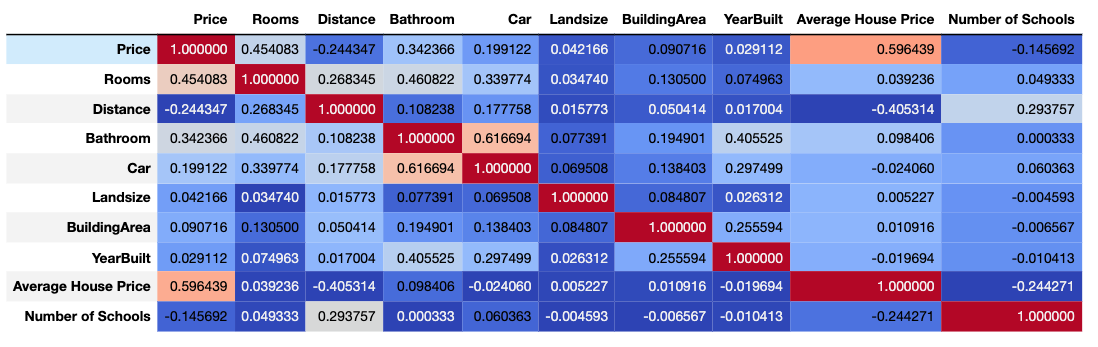 Price Rooms Distance Bathroom Car Landsize BuildingArea YearBuilt Average House Price Number of Schools
Price 1.000000 0.454083 -0.244347 0.342366 0.199122 0.042166 0.090716 0.029112 0.596439 -0.145692
Rooms 0.454083 1.000000 0.268345 0.460822 0.339774 0.034740 0.130500 0.074963 0.039236 0.049333
Distance -0.244347 0.268345 1.000000 0.108238 0.177758 0.015773 0.050414 0.017004 -0.405314 0.293757
Bathroom 0.342366 0.460822 0.108238 1.000000 0.616694 0.077391 0.194901 0.405525 0.098406 0.000333
Car 0.199122 0.339774 0.177758 0.616694 1.000000 0.069508 0.138403 0.297499 -0.024060 0.060363
Landsize 0.042166 0.034740 0.015773 0.077391 0.069508 1.000000 0.084807 0.026312 0.005227 -0.004593
BuildingArea 0.090716 0.130500 0.050414 0.194901 0.138403 0.084807 1.000000 0.255594 0.010916 -0.006567
YearBuilt 0.029112 0.074963 0.017004 0.405525 0.297499 0.026312 0.255594 1.000000 -0.019694 -0.010413
Average House Price 0.596439 0.039236 -0.405314 0.098406 -0.024060 0.005227 0.010916 -0.019694 1.000000 -0.244271
Number of Schools -0.145692 0.049333 0.293757 0.000333 0.060363 -0.004593 -0.006567 -0.010413 -0.244271 1.000000